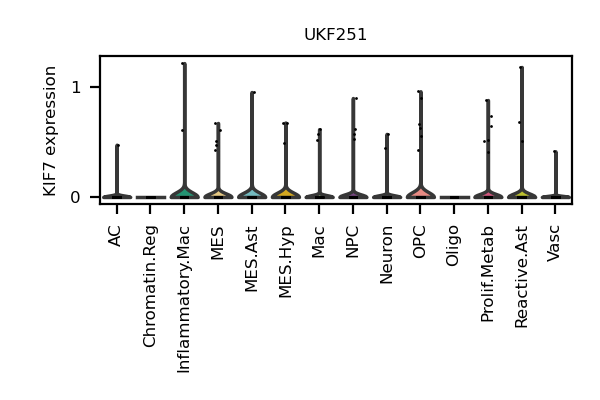 UKF251
KIF7 expression
1
0
AC
Chromatin.Reg
Inflammatory.Mac
MES
MES.Ast
MES.Hyp
Mac
NPC
Neuron
OPC
Oligo
Prolif.Metab
Reactive.Ast
Vasc